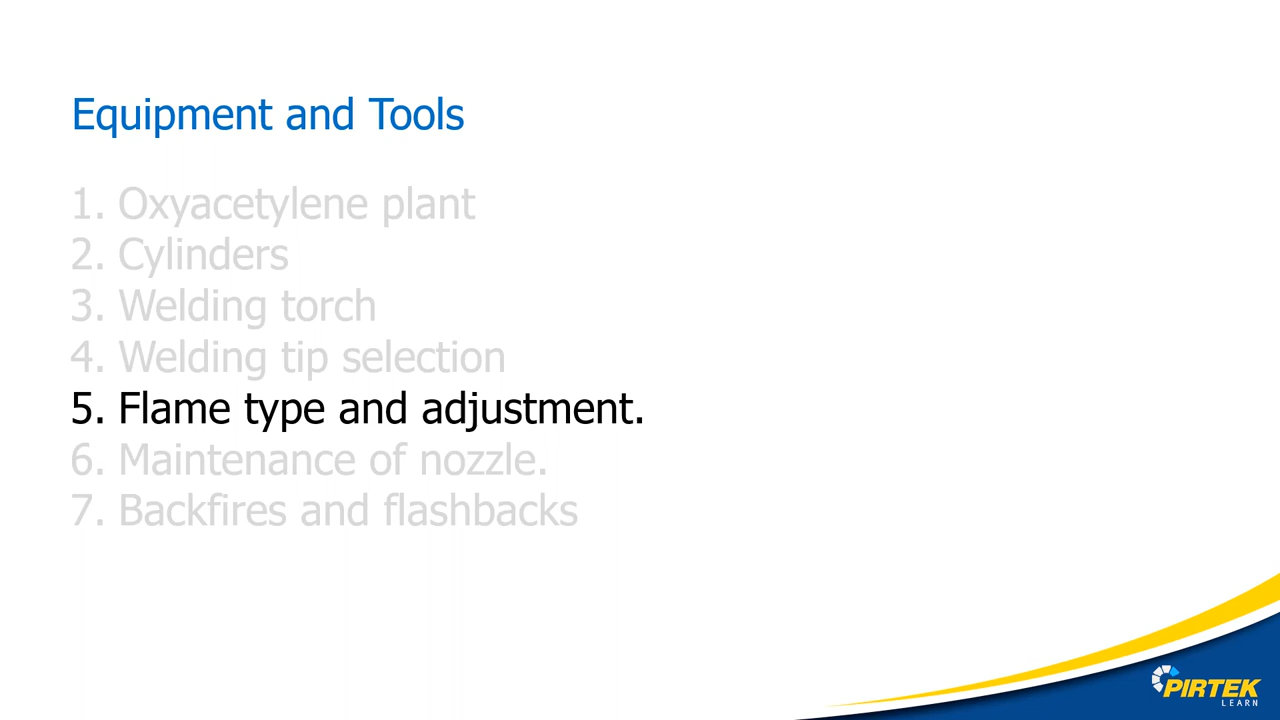 Equipment and Tools
1. Oxyacetylene plant
2. Cylinders
3. Welding torch
4. Welding tip selection
5. Flame type and adjustment.
6. Maintenance of nozzle.
7. Backfires and flashbacks
PIRTEK
LEARN